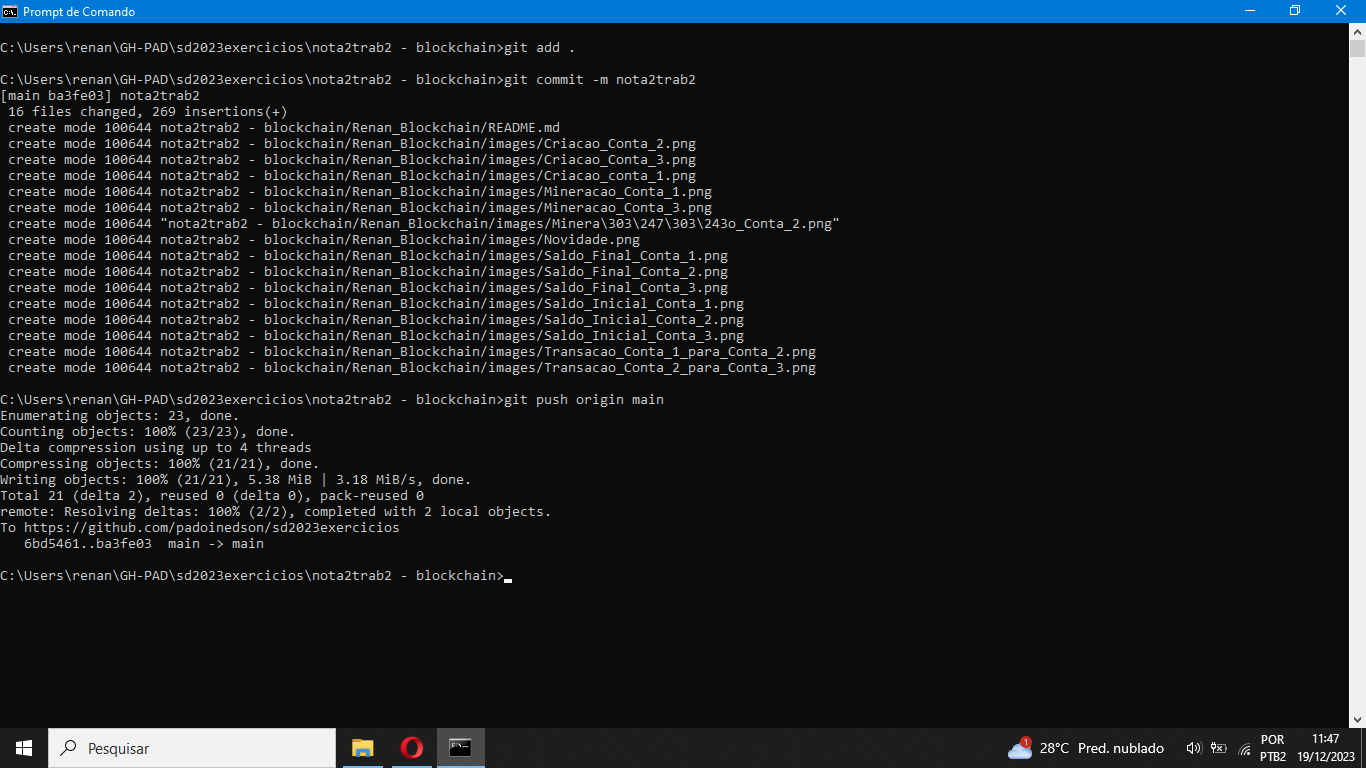 Prompt de Comando
C:\Users\renan\GH-PAD\sd2023exercicios\nota2trab2 - blockchain>git add .
C:\Users\renan\GH-PAD\sd2023exercicios\nota2trab2 - blockchain>git commit -m nota2trab2
[main ba3fe03] nota2trab2
 16 files changed, 269 insertions(+)
 create mode 100644 nota2trab2 - blockchain/Renan_Blockchain/README.md
 create mode 100644 nota2trab2 - blockchain/Renan_Blockchain/images/Criacao_Conta_2.png
 create mode 100644 nota2trab2 - blockchain/Renan_Blockchain/images/Criacao_Conta_3.png
 create mode 100644 nota2trab2 - blockchain/Renan_Blockchain/images/Criacao_conta_1.png
 create mode 100644 nota2trab2 - blockchain/Renan_Blockchain/images/Mineracao_Conta_1.png
 create mode 100644 nota2trab2 - blockchain/Renan_Blockchain/images/Mineracao_Conta_3.png
 create mode 100644 "nota2trab2 - blockchain/Renan_Blockchain/images/Minera\303\247\303\243o_Conta_2.png"
 create mode 100644 nota2trab2 - blockchain/Renan_Blockchain/images/Novidade.png
 create mode 100644 nota2trab2 - blockchain/Renan_Blockchain/images/Saldo_Final_Conta_1.png
 create mode 100644 nota2trab2 - blockchain/Renan_Blockchain/images/Saldo_Final_Conta_2.png
 create mode 100644 nota2trab2 - blockchain/Renan_Blockchain/images/Saldo_Final_Conta_3.png
 create mode 100644 nota2trab2 - blockchain/Renan_Blockchain/images/Saldo_Inicial_Conta_1.png
 create mode 100644 nota2trab2 - blockchain/Renan_Blockchain/images/Saldo_Inicial_Conta_2.png
 create mode 100644 nota2trab2 - blockchain/Renan_Blockchain/images/Saldo_Inicial_Conta_3.png
 create mode 100644 nota2trab2 - blockchain/Renan_Blockchain/images/Transacao_Conta_1_para_Conta_2.png
 create mode 100644 nota2trab2 - blockchain/Renan_Blockchain/images/Transacao_Conta_2_para_Conta_3.png
C:\Users\renan\GH-PAD\sd2023exercicios\nota2trab2 - blockchain>git push origin main
Enumerating objects: 23, done.
Counting objects: 100% (23/23), done.
Delta compression using up to 4 threads
Compressing objects: 100% (21/21), done.
Writing objects: 100% (21/21), 5.38 MiB | 3.18 MiB/s, done.
Total 21 (delta 2), reused 0 (delta 0), pack-reused 0
remote: Resolving deltas: 100% (2/2), completed with 2 local objects.
To https://github.com/padoinedson/sd2023exercicios
   6bd5461..ba3fe03  main -> main
C:\Users\renan\GH-PAD\sd2023exercicios\nota2trab2 - blockchain>
Pesquisar
1
28°C Pred. nublado
POR
PTB2
11:47
19/12/2023